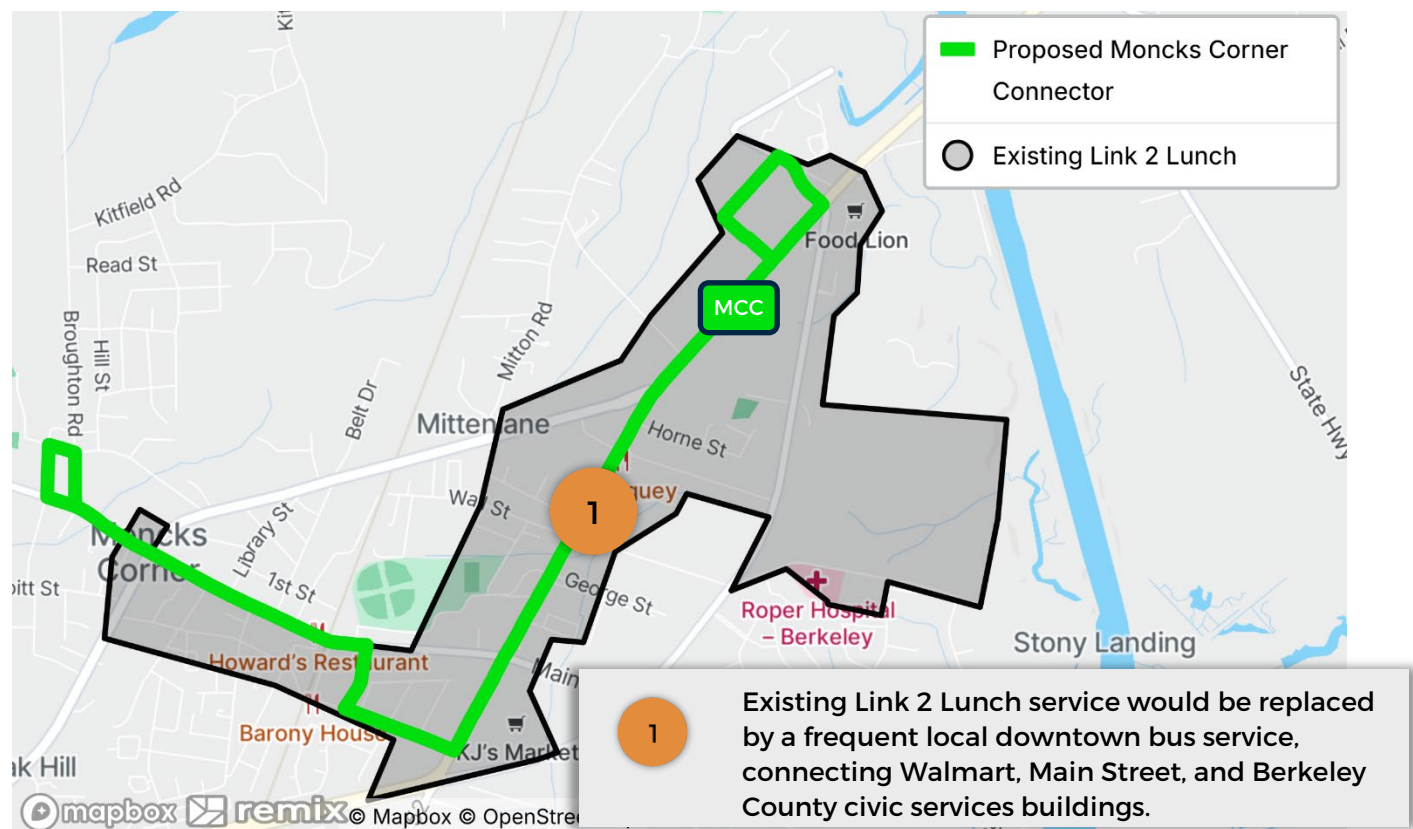 Proposed Moncks Corner
Connector
Existing Link 2 Lunch
Kitfield Rd
Read St
Food Lion
MCC
Broughton Rd
Hill St
Mitton Rd
Belt Dr
State Hwy
Mittenlane
Horne St
Wall St
1
Moncks
Corner
Library St
1st St
George St
Roper Hospital
– Berkeley
Stony Landing
Howard's Restaurant
Main
Barony House
KJ's Market
1
Existing Link 2 Lunch service would be replaced
by a frequent local downtown bus service,
connecting Walmart, Main Street, and Berkeley
County civic services buildings.
mapbox remix © Mapbox © OpenStree